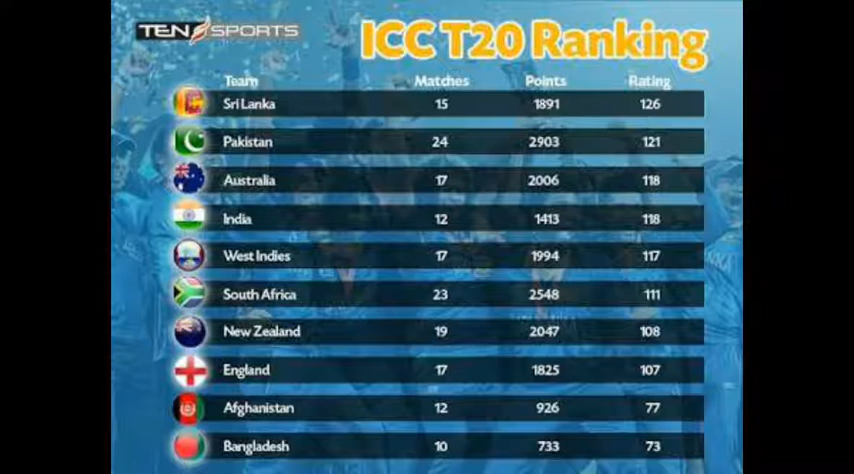 TEN SPORTS
ICC T20 Ranking
Team Matches Points Rating
Sri Lanka 15 1891 126
Pakistan 24 2903 121
Australia 17 2006 118
India 12 1413 118
West Indies 17 1994 117
South Africa 23 2548 111
New Zealand 19 2047 108
England 17 1825 107
Afghanistan 12 926 77
Bangladesh 10 733 73